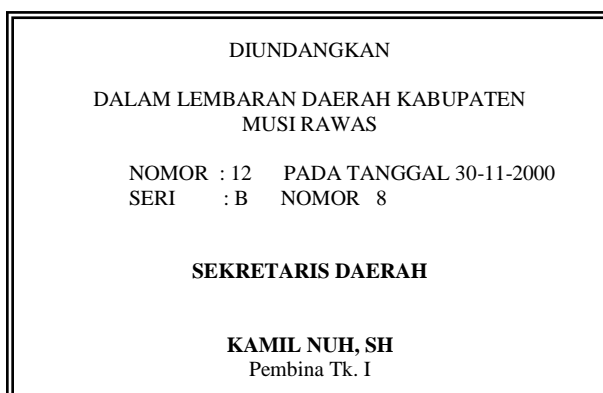 DIUNDANGKAN
DALAM LEMBARAN DAERAH KABUPATEN
MUSI RAWAS
NOMOR : 12 PADA TANGGAL 30-11-2000
SERI : B NOMOR 8
SEKRETARIS DAERAH
KAMIL NUH, SH
Pembina Tk. I